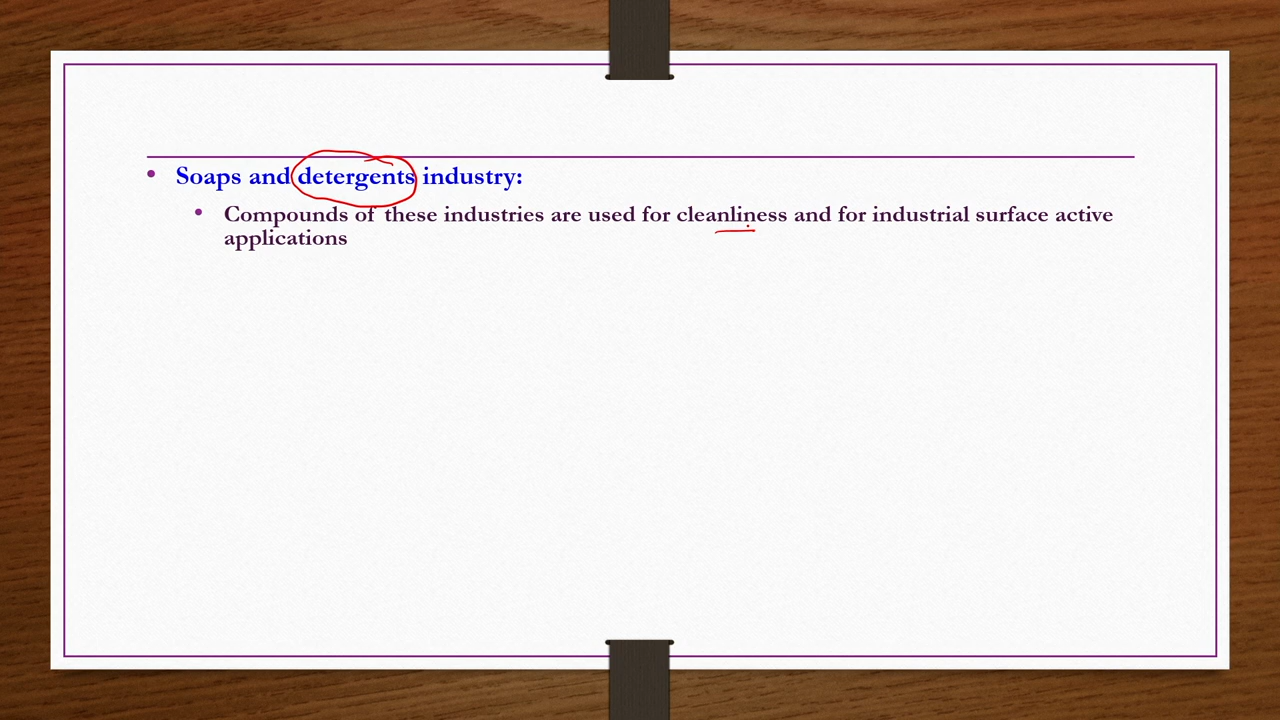 • Soaps and detergents industry:
• Compounds of these industries are used for cleanliness and for industrial surface active
applications